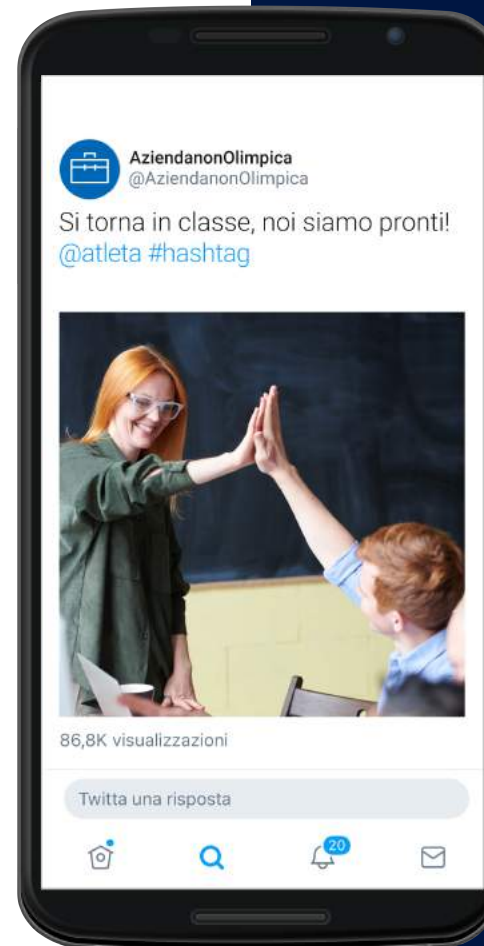 AziendanonOlimpica
@AziendanonOlimpica
Si torna in classe, noi siamo pronti!
@atleta #hashtag
86,8K visualizzazioni
Twitta una risposta
20